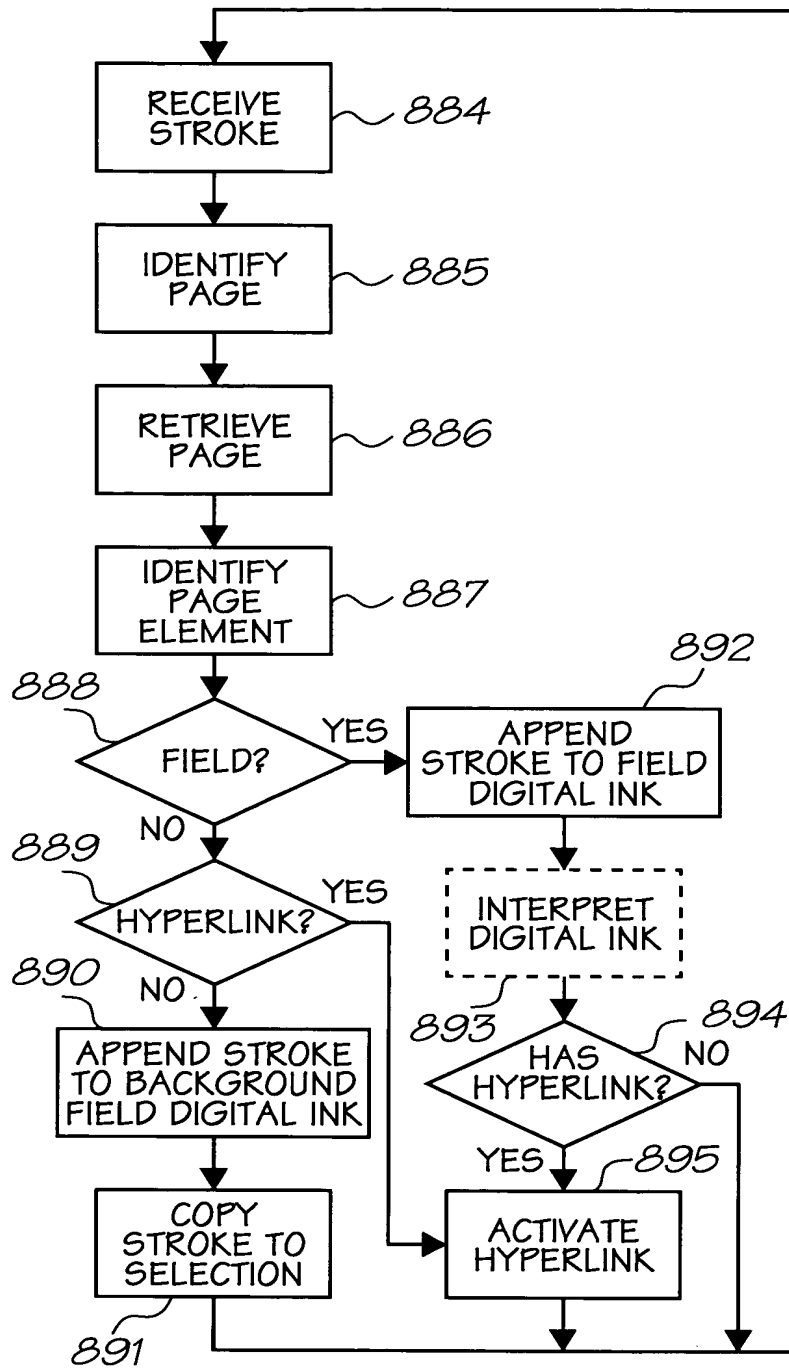 RECEIVE
STROKE
884
IDENTIFY
PAGE
885
RETRIEVE
PAGE
886
IDENTIFY
PAGE
ELEMENT
887
888
FIELD?
YES
NO
892
APPEND
STROKE TO FIELD
DIGITAL INK
889
HYPERLINK?
YES
NO
INTERPRET
DIGITAL INK
893
890
APPEND STROKE
TO BACKGROUND
FIELD DIGITAL INK
894
HAS
HYPERLINK?
NO
YES
COPY
STROKE TO
SELECTION
891
895
ACTIVATE
HYPERLINK